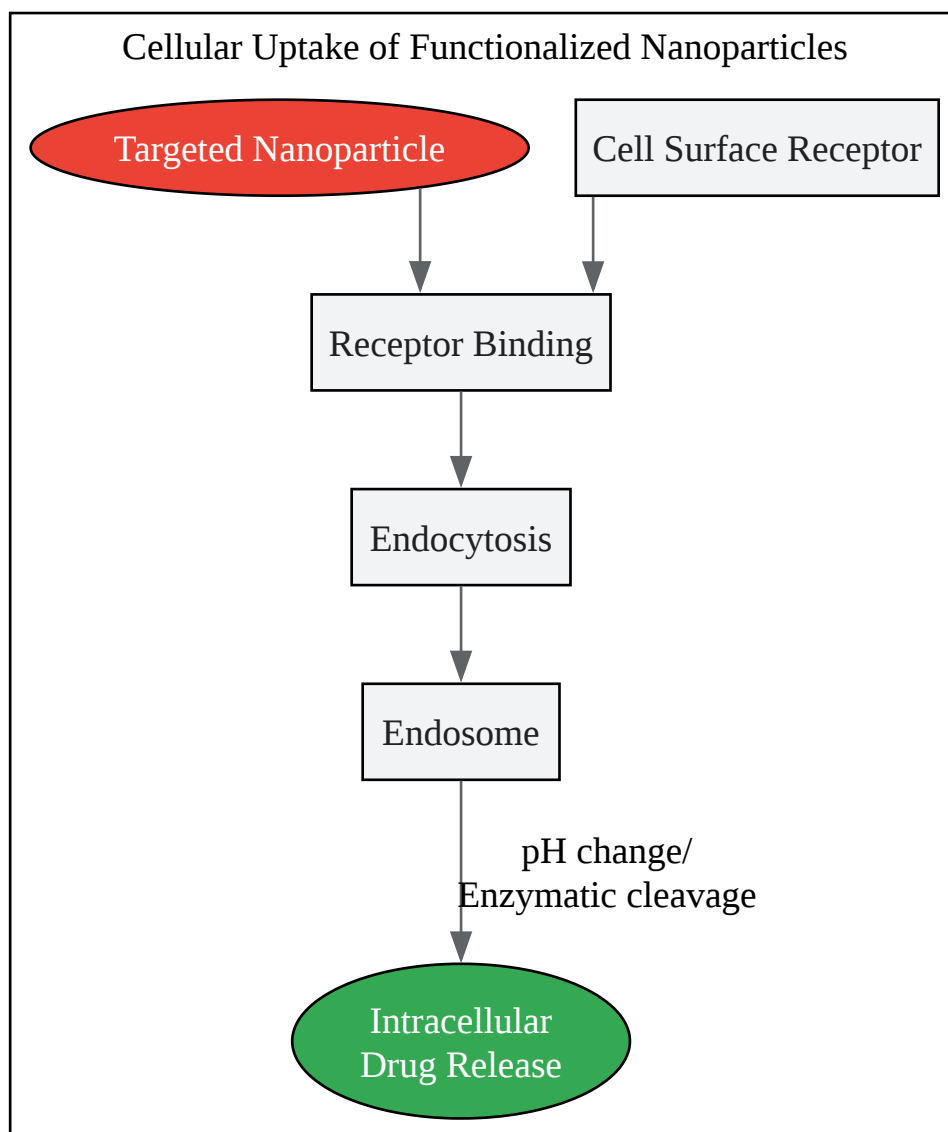 Cellular Uptake of Functionalized Nanoparticles
Targeted Nanoparticle
Cell Surface Receptor
Receptor Binding
Endocytosis
Endosome
pH change/
Enzymatic cleavage
Intracellular
Drug Release